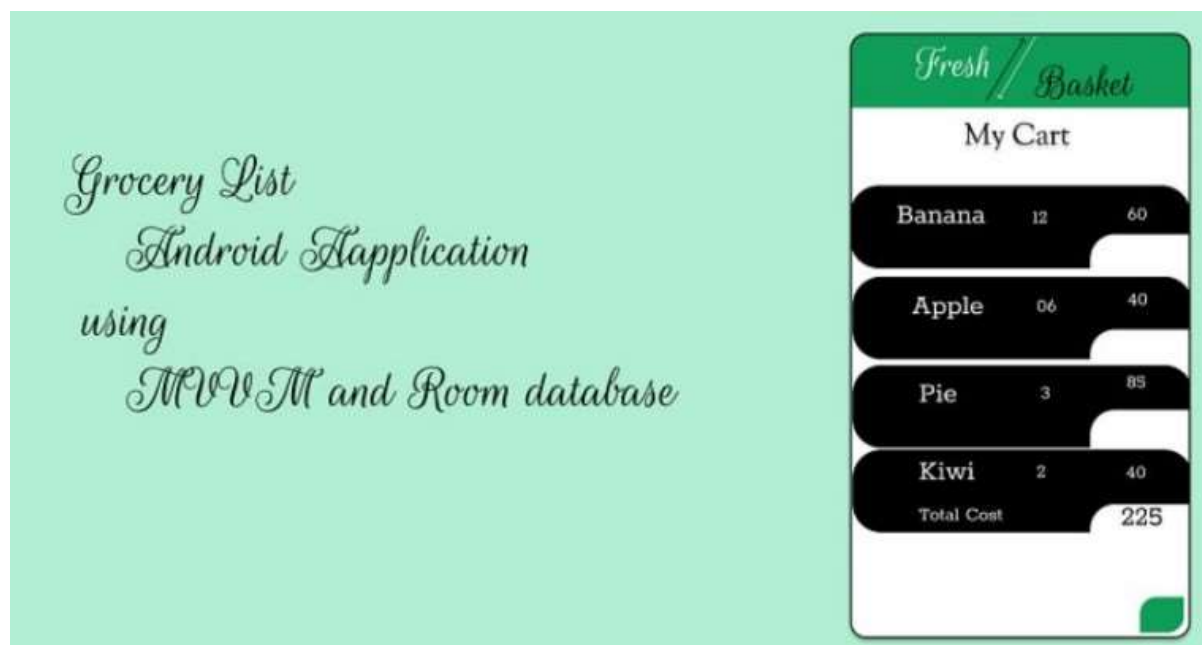 Grocery List
Android Aapplication
using
MVVM and Room database
Fresh Basket
My Cart
Banana 12 60
Apple 06 40
Pie 3 85
Kiwi 2 40
Total Cost 225